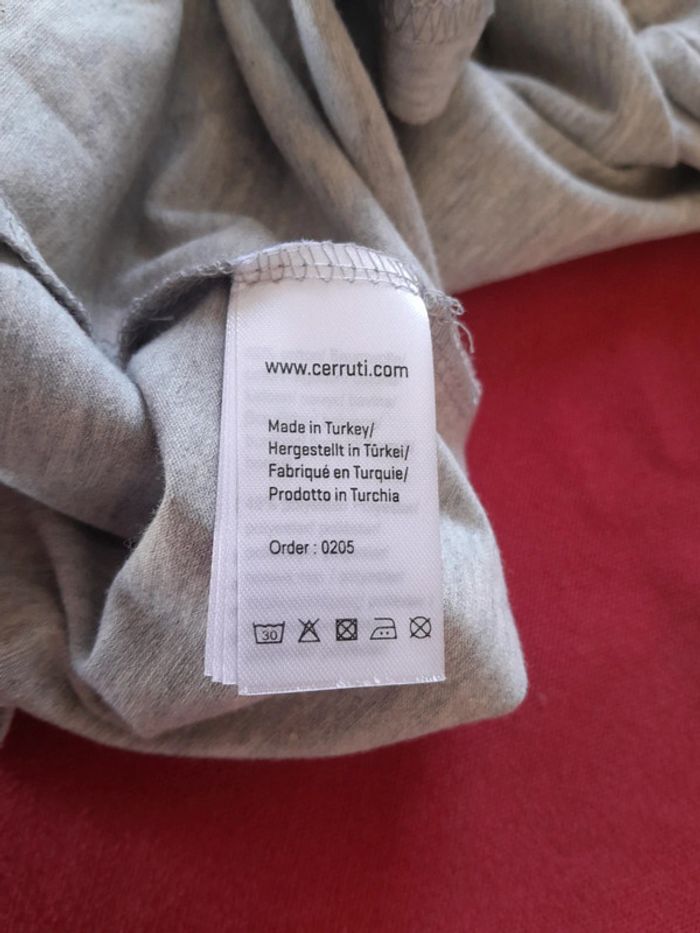 www.cerruti.com
Made in Turkey/
Hergestellt in Türkei/
Fabriqué en Turquie/
Prodotto in Turchia
Order : 0205
30